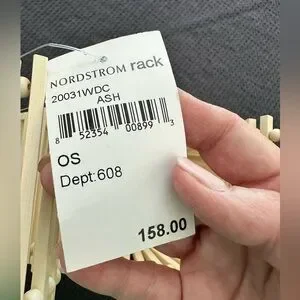 NORDSTROM rack
20031WDC
ASH
8 52354 00899 3
OS
Dept:608
158.00